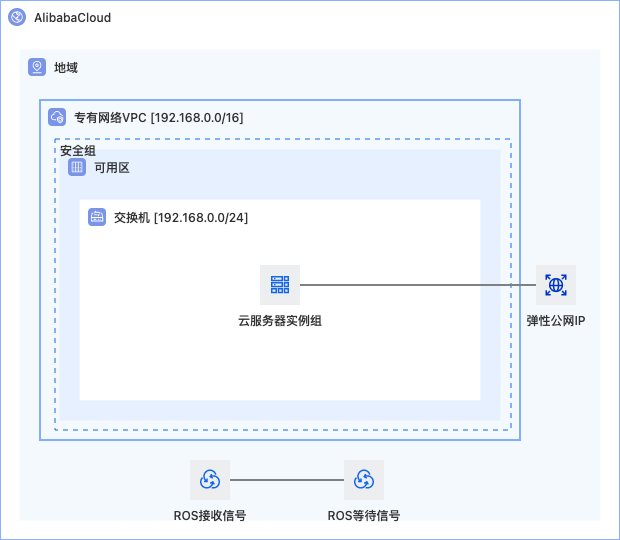 AlibabaCloud
地域
专有网络VPC [192.168.0.0/16]
安全组
可用区
交换机 [192.168.0.0/24]
云服务器实例组
弹性公网IP
ROS接收信号
ROS等待信号